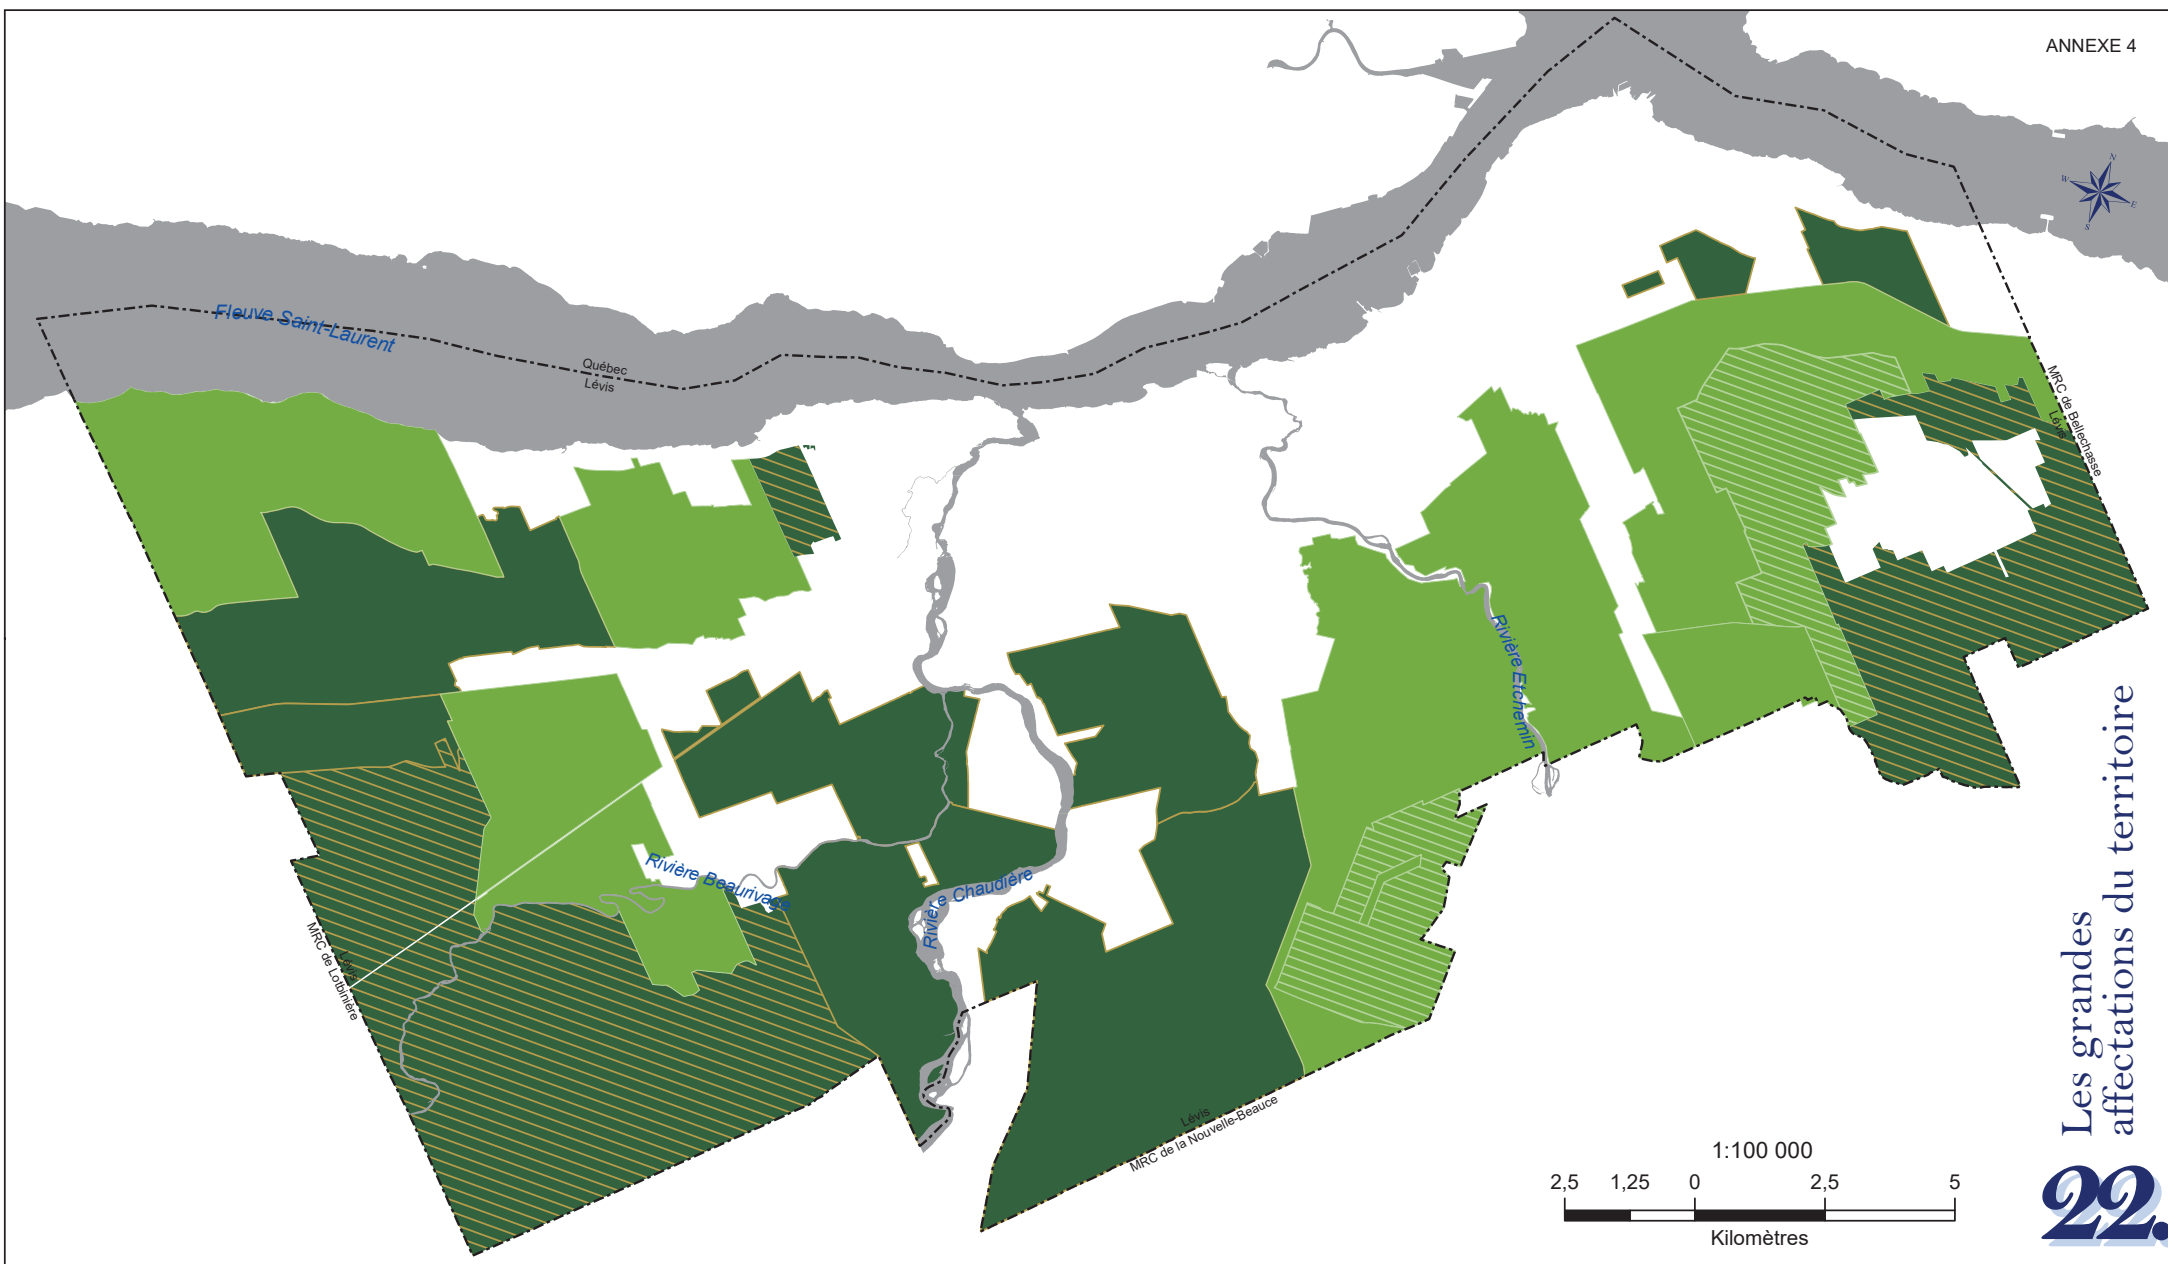 ANNEXE 4
N
W
E
S
Fleuve Saint-Laurent
Québec
Lévis
MRC de Bellechasse
Lévis
Rivière Etchemin
Rivière Beaurivage
Rivière Chaudière
Lévis
MRC de Lotbinière
Lévis
MRC de la Nouvelle-Beauce
Les grandes
affectations du territoire
22.
1:100 000
2,5 1,25 0 2,5 5
Kilomètres